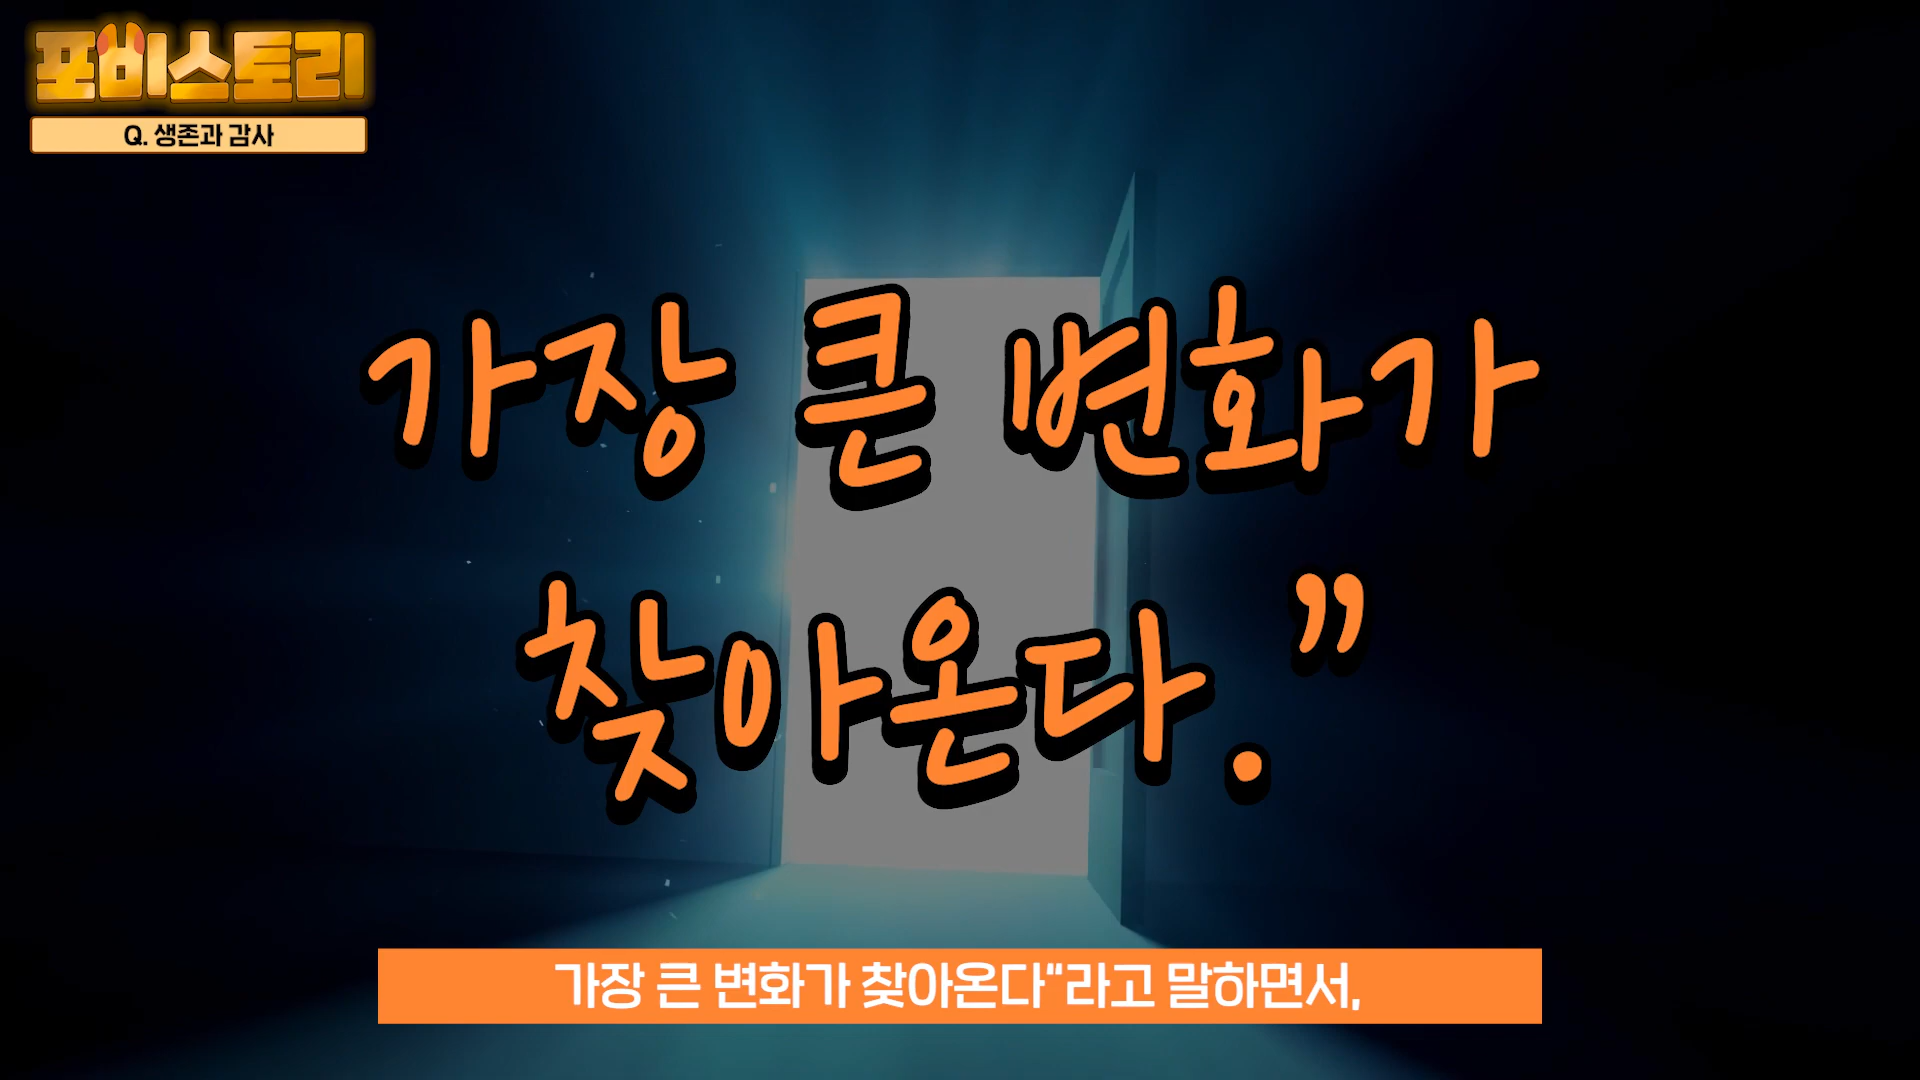 포비스토리
Q. 생존과 감사
가장 큰 변화가
찾아온다.”
가장 큰 변화가 찾아온다“라고 말하면서,